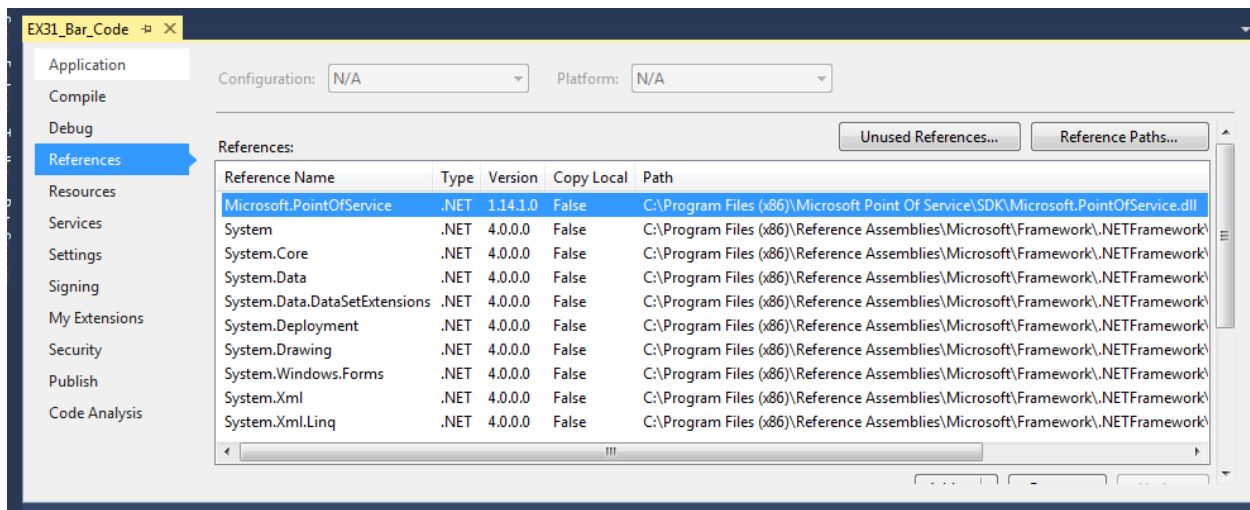 EX31_Bar_Code
Application
Compile
Debug
References
Resources
Services
Settings
Signing
My Extensions
Security
Publish
Code Analysis
Configuration: N/A Platform: N/A
Unused References... Reference Paths...
References:
Reference Name Type Version Copy Local Path
Microsoft.PointOfService .NET 1.14.1.0 False C:\Program Files (x86)\Microsoft Point Of Service\SDK\Microsoft.PointOfService.dll
System .NET 4.0.0.0 False C:\Program Files (x86)\Reference Assemblies\Microsoft\Framework\.NETFramework\
System.Core .NET 4.0.0.0 False C:\Program Files (x86)\Reference Assemblies\Microsoft\Framework\.NETFramework\
System.Data .NET 4.0.0.0 False C:\Program Files (x86)\Reference Assemblies\Microsoft\Framework\.NETFramework\
System.Data.DataSetExtensions .NET 4.0.0.0 False C:\Program Files (x86)\Reference Assemblies\Microsoft\Framework\.NETFramework\
System.Deployment .NET 4.0.0.0 False C:\Program Files (x86)\Reference Assemblies\Microsoft\Framework\.NETFramework\
System.Drawing .NET 4.0.0.0 False C:\Program Files (x86)\Reference Assemblies\Microsoft\Framework\.NETFramework\
System.Windows.Forms .NET 4.0.0.0 False C:\Program Files (x86)\Reference Assemblies\Microsoft\Framework\.NETFramework\
System.Xml .NET 4.0.0.0 False C:\Program Files (x86)\Reference Assemblies\Microsoft\Framework\.NETFramework\
System.Xml.Linq .NET 4.0.0.0 False C:\Program Files (x86)\Reference Assemblies\Microsoft\Framework\.NETFramework\